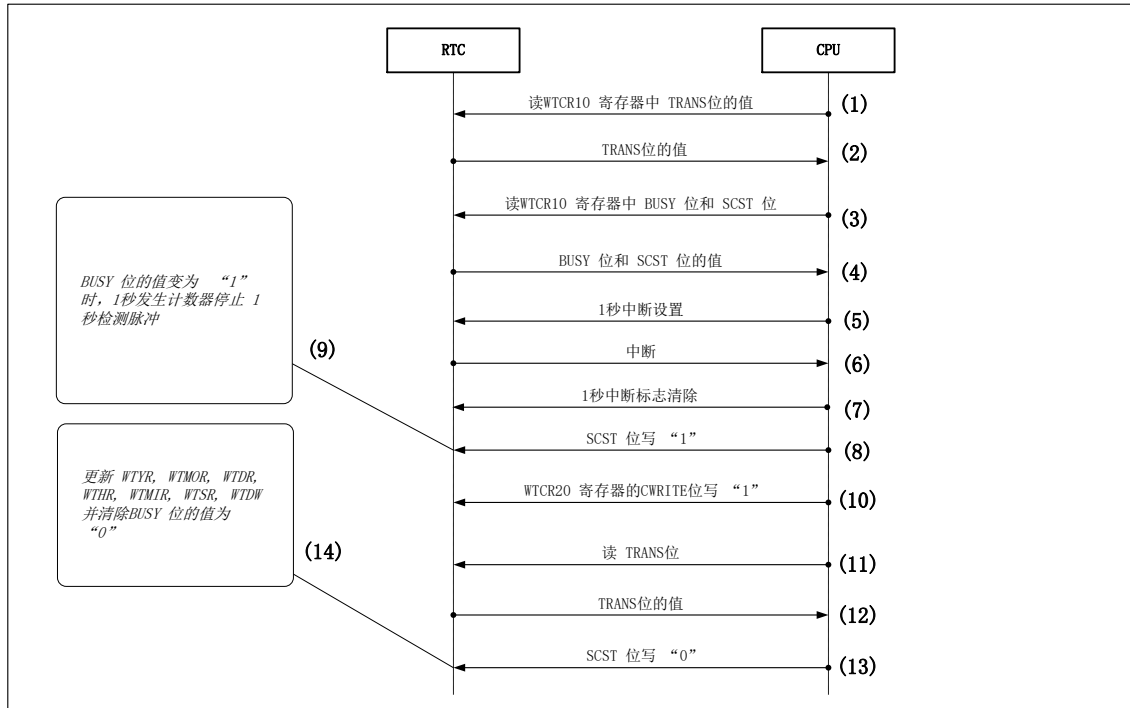 RTC
CPU
读WTCR10 寄存器中 TRANS位的值
(1)
TRANS位的值
(2)
读WTCR10 寄存器中 BUSY 位和 SCST 位
(3)
BUSY 位和 SCST 位的值
(4)
1秒中断设置
(5)
中断
(6)
1秒中断标志清除
(7)
SCST 位写 “1”
(8)
BUSY 位的值变为 “1”
时，1秒发生计数器停止 1
秒检测脉冲
(9)
WTCR20 寄存器的CWRITE位写 “1”
(10)
读 TRANS位
(11)
TRANS位的值
(12)
SCST 位写 “0”
(13)
更新 WTYR, WTMOR, WTDR,
WTHR, WTMIR, WTSR, WTDW
并清除BUSY 位的值为
“0”
(14)